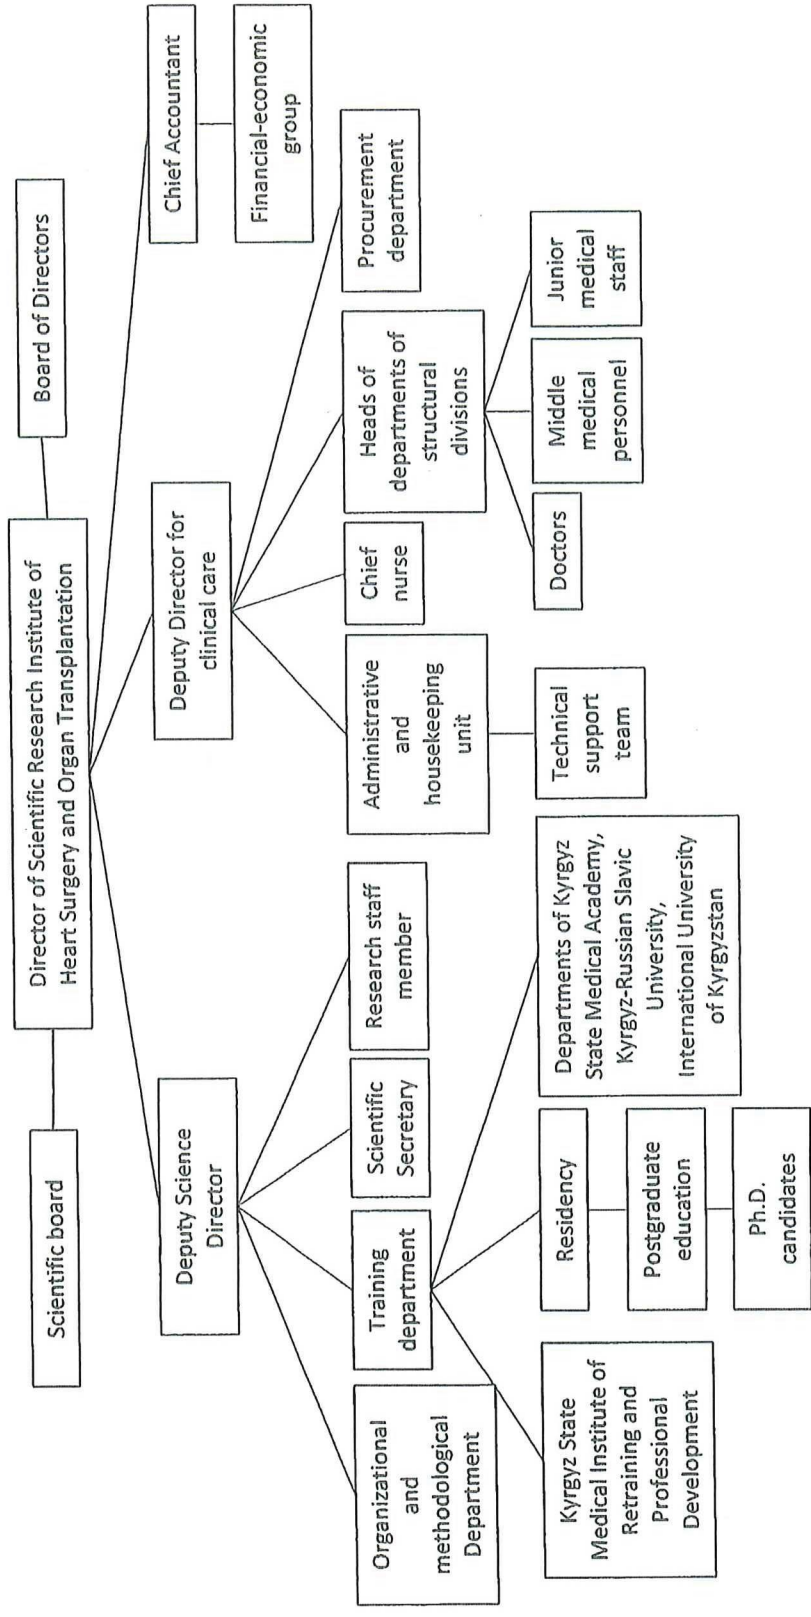 Scientific board
Director of Scientific Research Institute of
Heart Surgery and Organ Transplantation
Board of Directors
Deputy Science
Director
Deputy Director for
clinical care
Chief Accountant
Financial-economic
group
Organizational
and
methodological
Department
Training
department
Scientific
Secretary
Research staff
member
Administrative
and
housekeeping
unit
Chief
nurse
Heads of
departments of
structural
divisions
Procurement
department
Kyrgyz State
Medical Institute of
Retraining and
Professional
Development
Residency
Postgraduate
education
Ph.D.
candidates
Departments of Kyrgyz
State Medical Academy,
Kyrgyz-Russian Slavic
University,
International University
of Kyrgyzstan
Technical
support
team
Doctors
Middle
medical
personnel
Junior
medical
staff